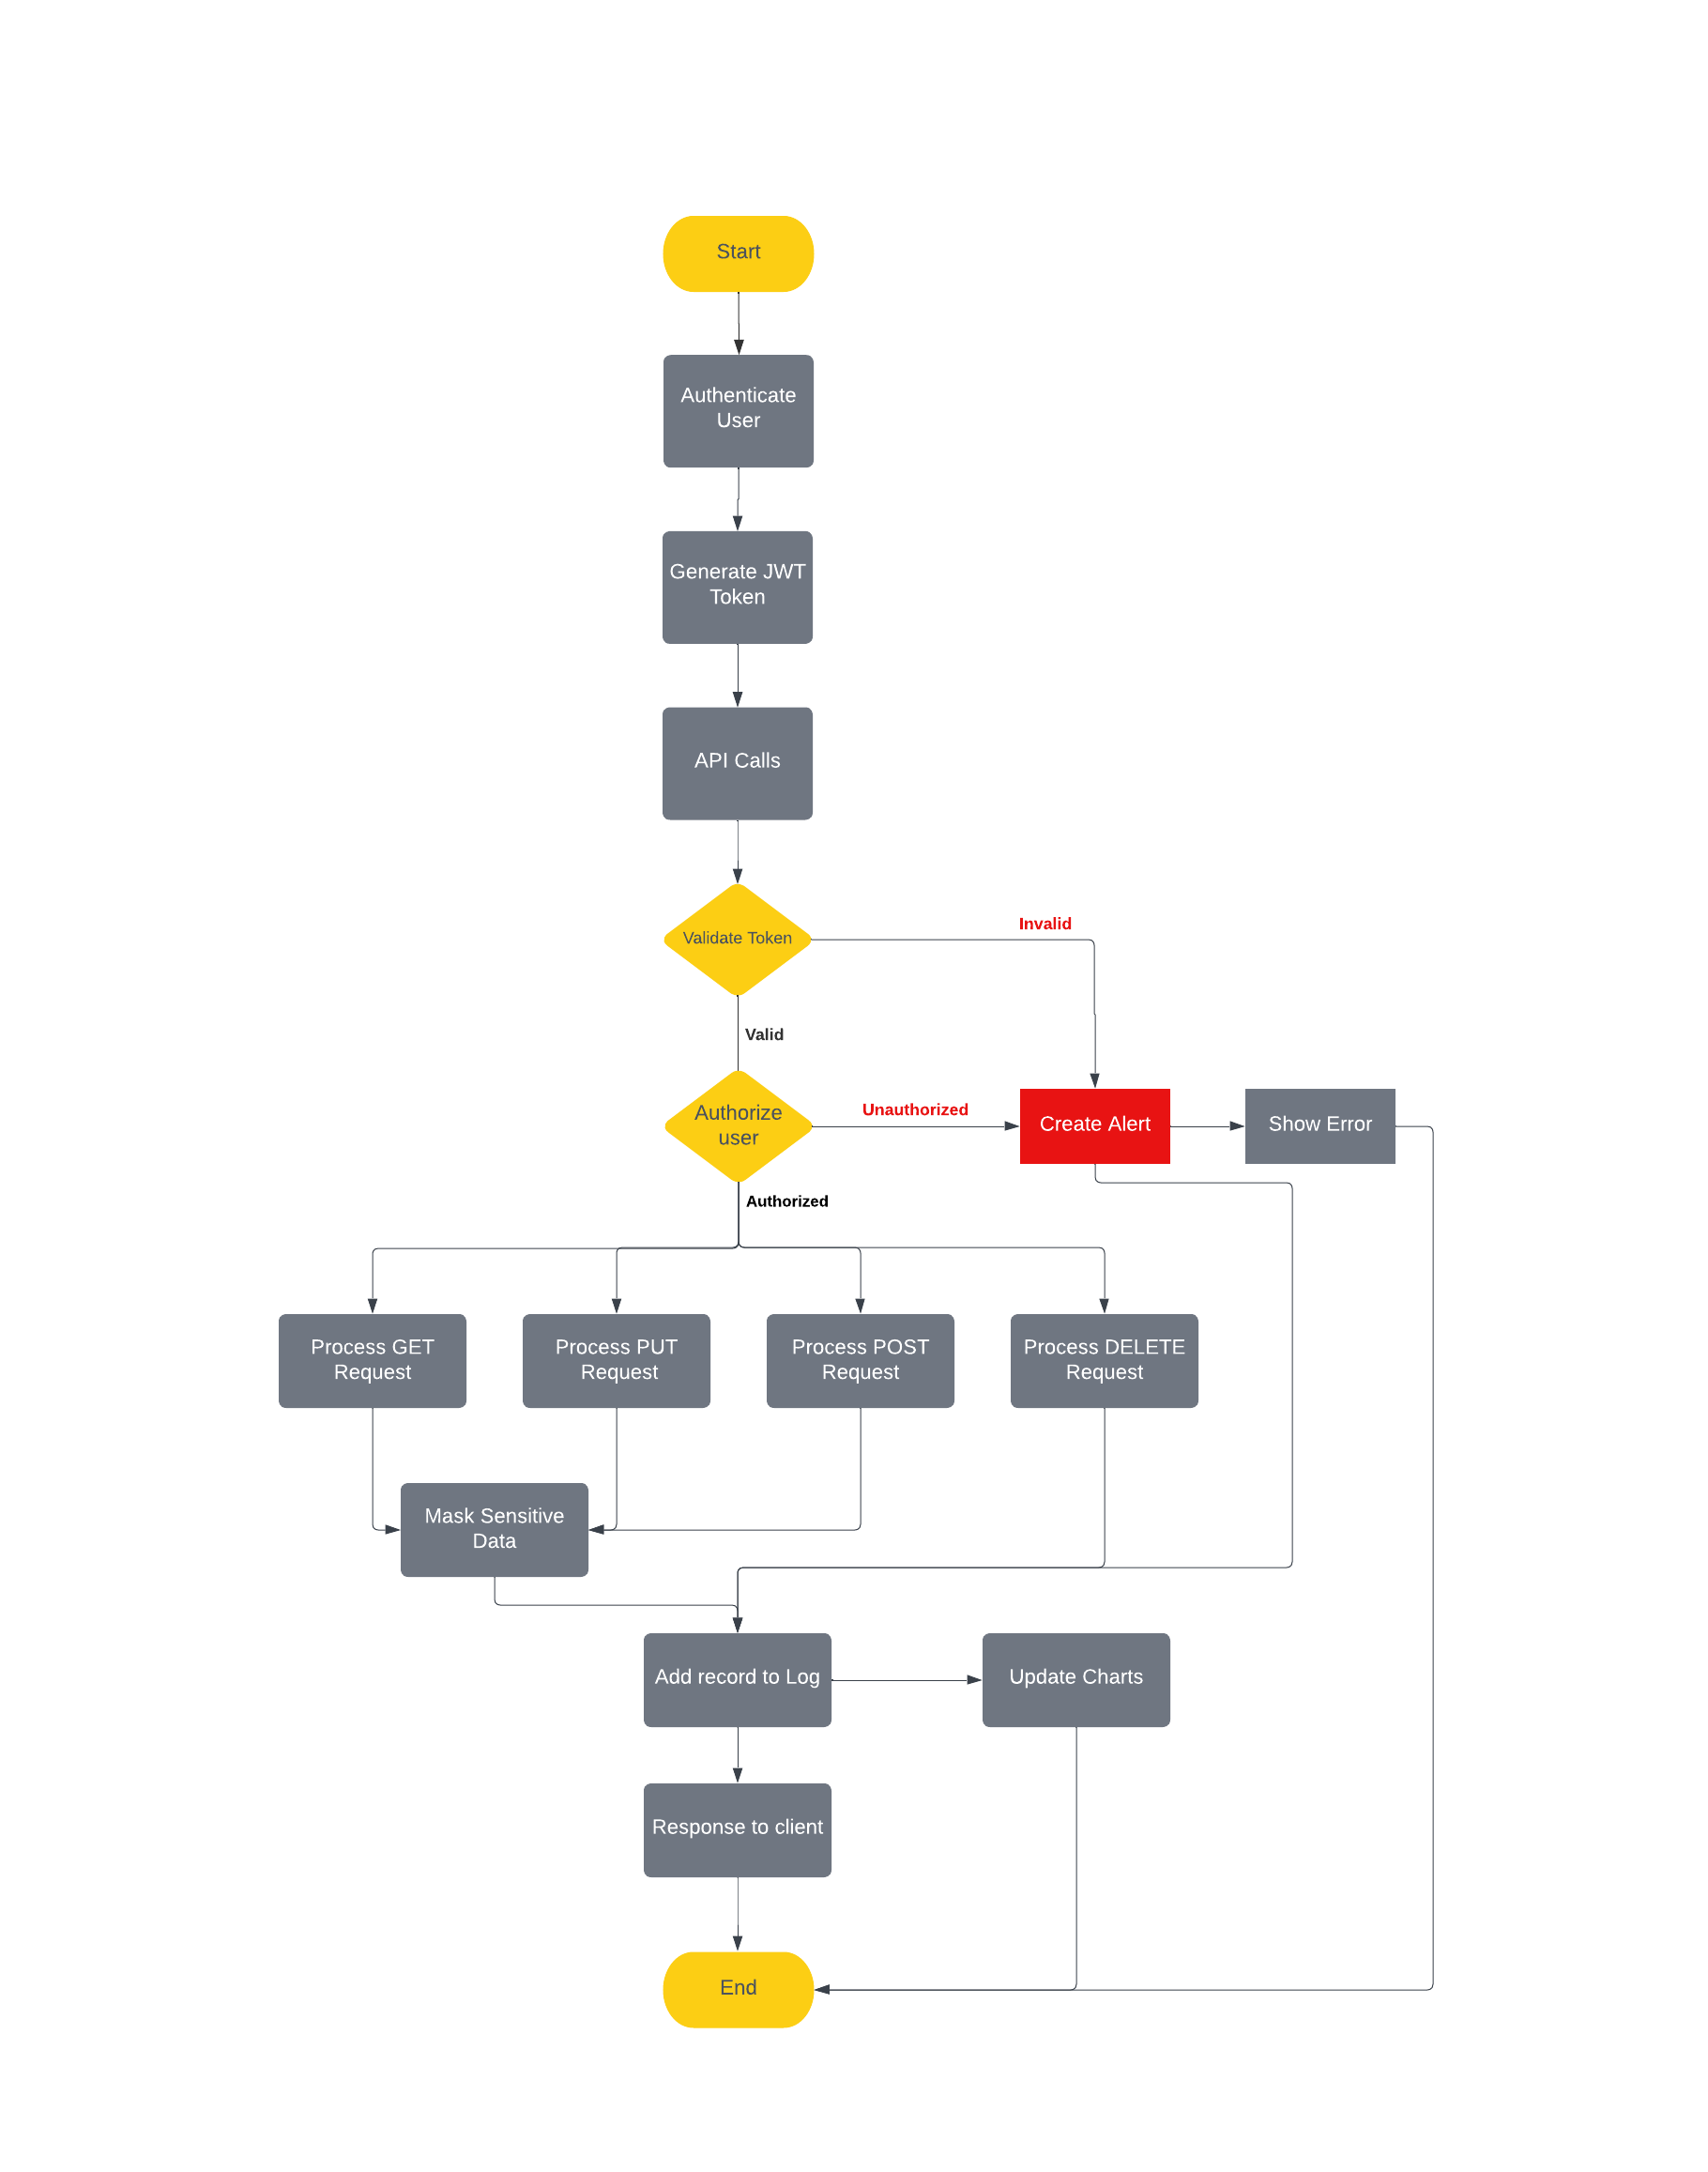 Start
Authenticate
User
Generate JWT
Token
API Calls
Validate Token
Invalid
Valid
Authorize
user
Unauthorized
Create Alert
Show Error
Authorized
Process GET
Request
Process PUT
Request
Process POST
Request
Process DELETE
Request
Mask Sensitive
Data
Add record to Log
Update Charts
Response to client
End